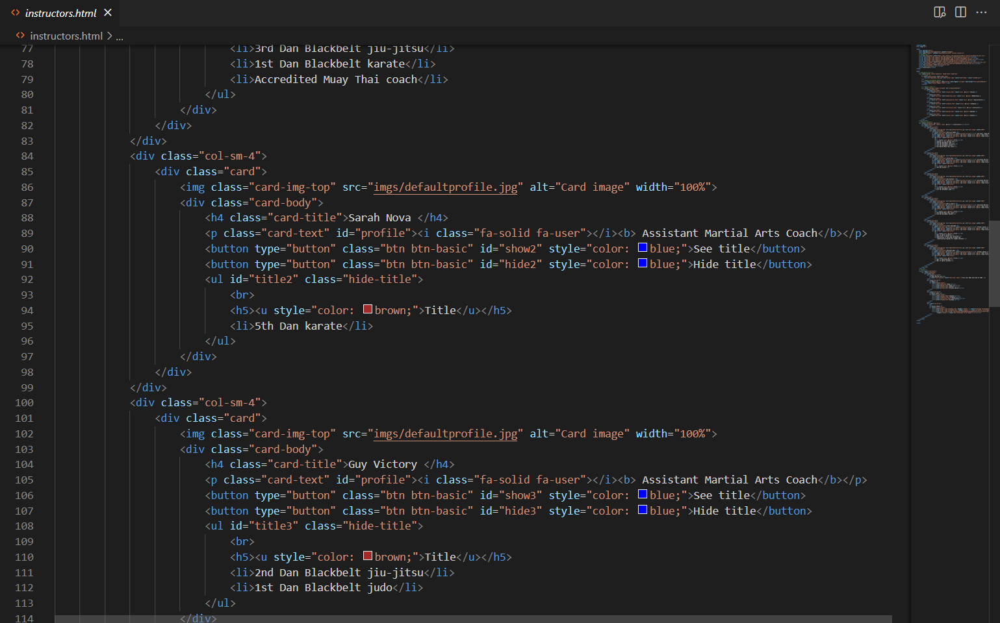 instructors.html
instructors.html > ...
77 <li>3rd Dan Blackbelt jiu-jitsu</li>
78 <li>1st Dan Blackbelt karate</li>
79 <li>Accredited Muay Thai coach</li>
80 </ul>
81 </div>
82 </div>
83 </div>
84 <div class="col-sm-4">
85 <div class="card">
86 <img class="card-img-top" src="imgs/defaultprofile.jpg" alt="Card image" width="100%">
87 <div class="card-body">
88 <h4 class="card-title">Sarah Nova </h4>
89 <p class="card-text" id="profile"><i class="fa-solid fa-user"></i><b> Assistant Martial Arts Coach</b></p>
90 <button type="button" class="btn btn-basic" id="show2" style="color: blue;">See title</button>
91 <button type="button" class="btn btn-basic" id="hide2" style="color: blue;">Hide title</button>
92 <ul id="title2" class="hide-title">
93 <br>
94 <h5><u style="color: brown;">Title</u></h5>
95 <li>5th Dan karate</li>
96 </ul>
97 </div>
98 </div>
99 </div>
100 <div class="col-sm-4">
101 <div class="card">
102 <img class="card-img-top" src="imgs/defaultprofile.jpg" alt="Card image" width="100%">
103 <div class="card-body">
104 <h4 class="card-title">Guy Victory </h4>
105 <p class="card-text" id="profile"><i class="fa-solid fa-user"></i><b> Assistant Martial Arts Coach</b></p>
106 <button type="button" class="btn btn-basic" id="show3" style="color: blue;">See title</button>
107 <button type="button" class="btn btn-basic" id="hide3" style="color: blue;">Hide title</button>
108 <ul id="title3" class="hide-title">
109 <br>
110 <h5><u style="color: brown;">Title</u></h5>
111 <li>2nd Dan Blackbelt jiu-jitsu</li>
112 <li>1st Dan Blackbelt judo</li>
113 </ul>
114 </div>